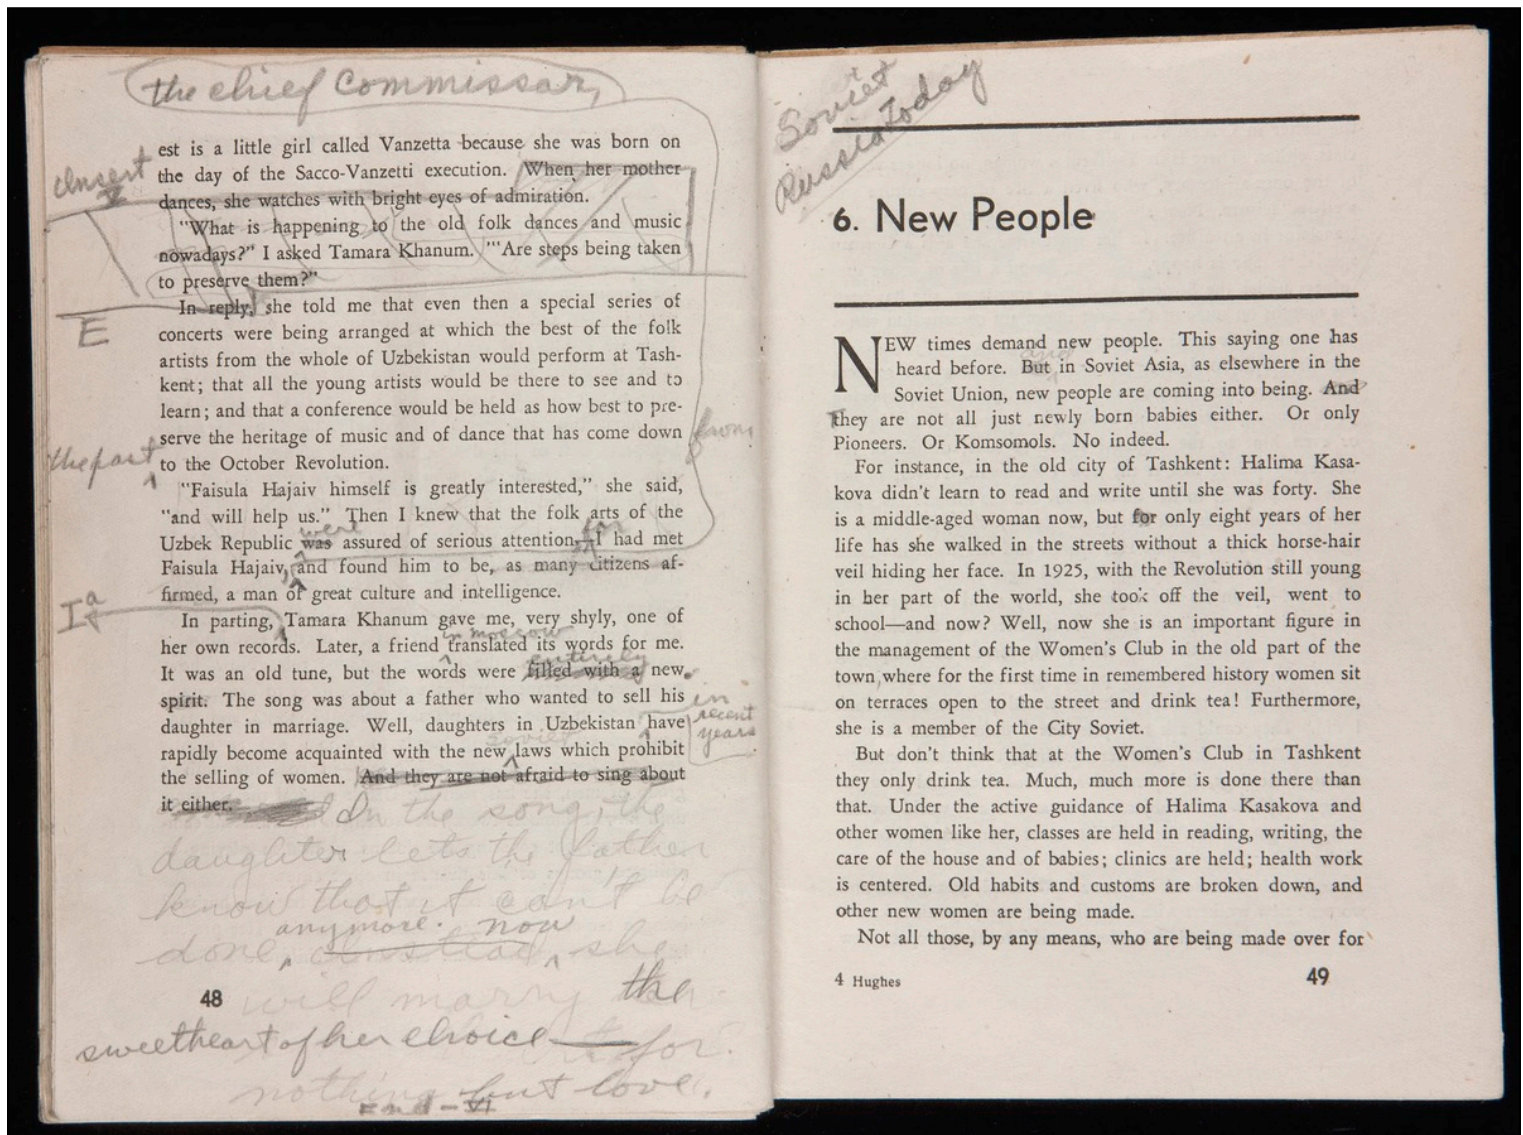 the chief Commissar,
est is a little girl called Vanzetta because she was born on
Insert
the day of the Sacco-Vanzetti execution. When her mother
dances, she watches with bright eyes of admiration.
"What is happening to the old folk dances and music
nowadays?" I asked Tamara Khanum. "'Are steps being taken
to preserve them?"
In reply, she told me that even then a special series of
E
concerts were being arranged at which the best of the folk
artists from the whole of Uzbekistan would perform at Tash-
kent; that all the young artists would be there to see and to
learn; and that a conference would be held as how best to pre-
serve the heritage of music and of dance that has come down
from
the past
to the October Revolution.
"Faisula Hajaiv himself is greatly interested," she said,
"and will help us." Then I knew that the folk arts of the
were
for
Uzbek Republic was assured of serious attention, I had met
Faisula Hajaiv, and found him to be, as many citizens af-
firmed, a man of great culture and intelligence.
Ia
In parting, Tamara Khanum gave me, very shyly, one of
in Moscow
her own records. Later, a friend translated its words for me.
entirely
It was an old tune, but the words were filled with a new
spirit. The song was about a father who wanted to sell his
in recent years
daughter in marriage. Well, daughters in Uzbekistan have
soviet
rapidly become acquainted with the new laws which prohibit
the selling of women. And they are not afraid to sing about
it either.
In the song, the
daughter lets the father
know that it can't be
anymore. now
done, instead, she
will marry the
48
sweetheart of her choice— for
nothing but love.
End - VI
Soviet
Russia Today
6. New People
NEW times demand new people. This saying one has
and
heard before. But in Soviet Asia, as elsewhere in the
Soviet Union, new people are coming into being. And
They are not all just newly born babies either. Or only
Pioneers. Or Komsomols. No indeed.
For instance, in the old city of Tashkent: Halima Kasa-
kova didn't learn to read and write until she was forty. She
is a middle-aged woman now, but for only eight years of her
life has she walked in the streets without a thick horse-hair
veil hiding her face. In 1925, with the Revolution still young
in her part of the world, she took off the veil, went to
school—and now? Well, now she is an important figure in
the management of the Women's Club in the old part of the
town, where for the first time in remembered history women sit
on terraces open to the street and drink tea! Furthermore,
she is a member of the City Soviet.
But don't think that at the Women's Club in Tashkent
they only drink tea. Much, much more is done there than
that. Under the active guidance of Halima Kasakova and
other women like her, classes are held in reading, writing, the
care of the house and of babies; clinics are held; health work
is centered. Old habits and customs are broken down, and
other new women are being made.
Not all those, by any means, who are being made over for
4 Hughes
49